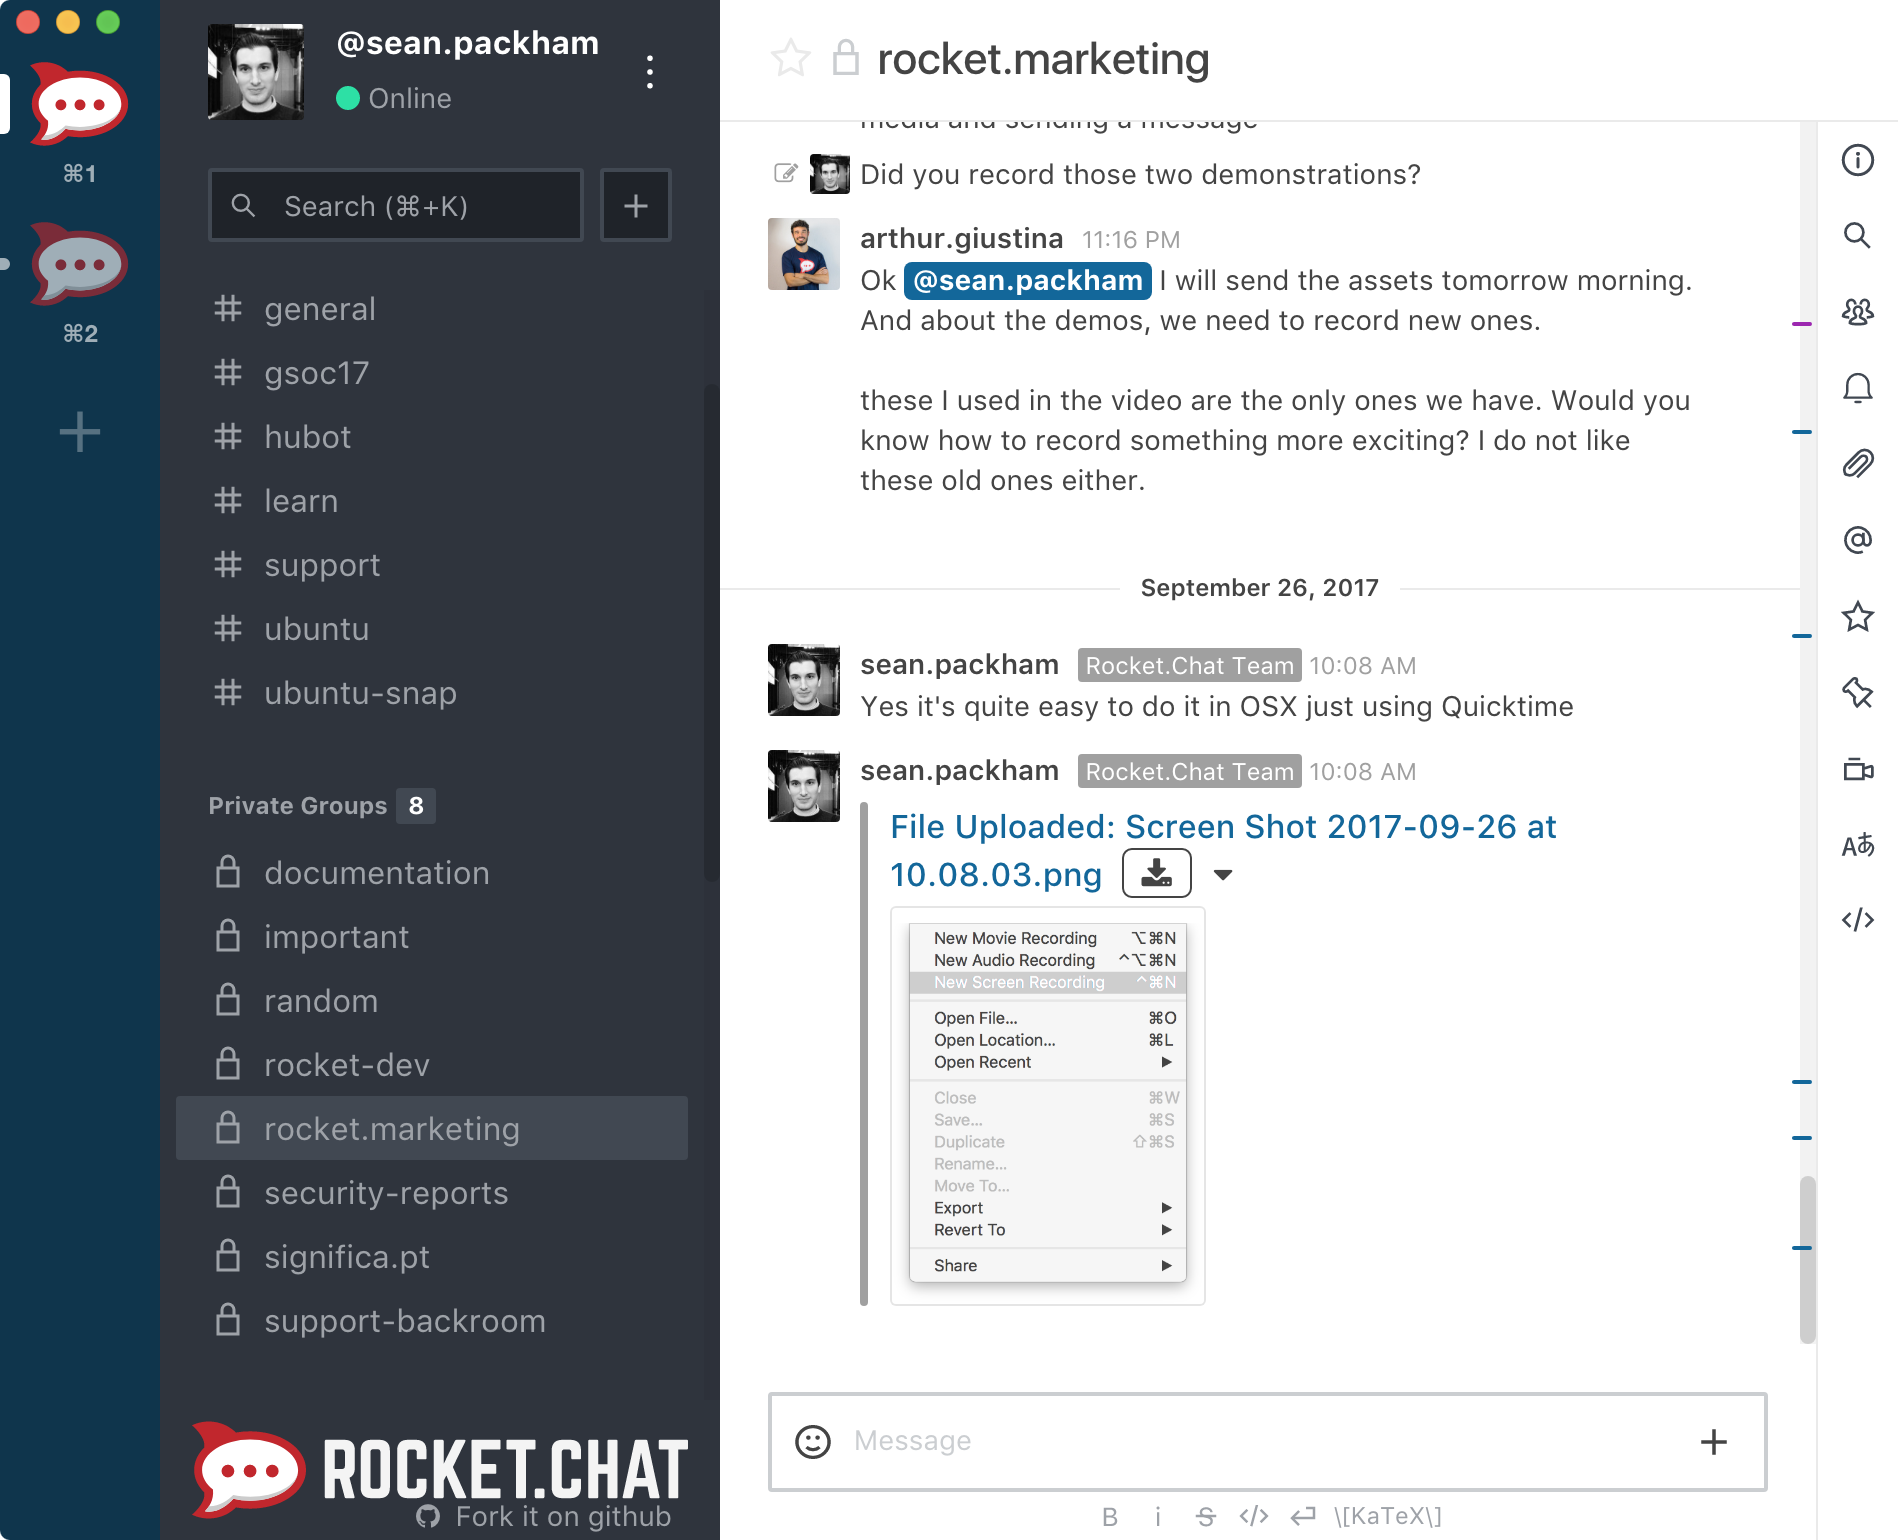 ⌘1
⌘2
@sean.packham
Online
Search (⌘+K)
general
gsoc17
hubot
learn
support
ubuntu
ubuntu-snap
Private Groups 8
documentation
important
random
rocket-dev
rocket.marketing
security-reports
significa.pt
support-backroom
ROCKET.CHAT
Fork it on github
rocket.marketing
media and sending a message
Did you record those two demonstrations?
arthur.giustina 11:16 PM
Ok @sean.packham I will send the assets tomorrow morning.
And about the demos, we need to record new ones.
these I used in the video are the only ones we have. Would you
know how to record something more exciting? I do not like
these old ones either.
September 26, 2017
sean.packham Rocket.Chat Team 10:08 AM
Yes it's quite easy to do it in OSX just using Quicktime
sean.packham Rocket.Chat Team 10:08 AM
File Uploaded: Screen Shot 2017-09-26 at
10.08.03.png
New Movie Recording ⌥⌘N
New Audio Recording ^⌥⌘N
New Screen Recording ^⌘N
Open File... ⌘O
Open Location... ⌘L
Open Recent
Close ⌘W
Save... ⌘S
Duplicate ⇧⌘S
Rename...
Move To...
Export
Revert To
Share
Message
B i S </> \[KaTeX\]